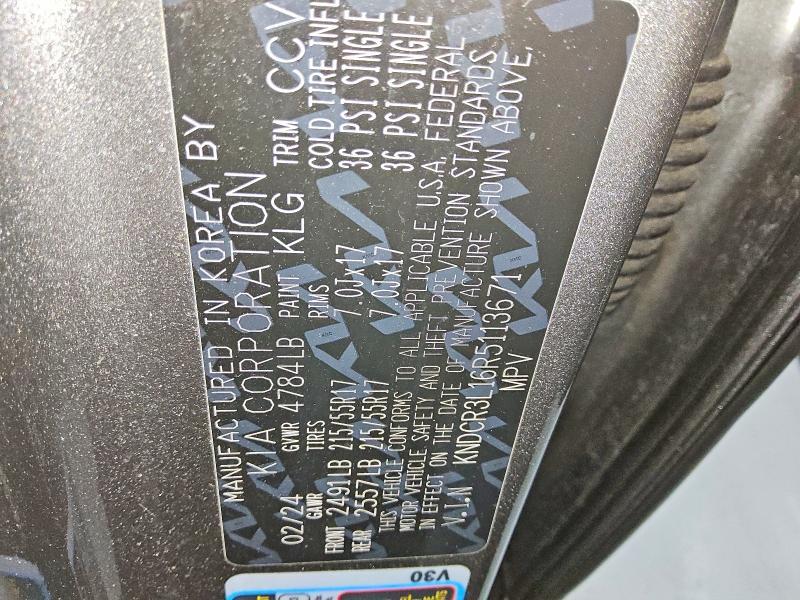 MANUFACTURED IN KOREA BY
KIA CORPORATION
02/24 GVWR 4784LB PAINT KLG TRIM CCV
GAWR TIRES RIMS COLD TIRE INFL
FRONT 2491LB 215/55R17 7.0JX17 36 PSI SINGLE
REAR 2557LB 215/55R17 7.0JX17 36 PSI SINGLE
THIS VEHICLE CONFORMS TO ALL APPLICABLE U.S.A. FEDERAL
MOTOR VEHICLE SAFETY AND THEFT PREVENTION STANDARDS
IN EFFECT ON THE DATE OF MANUFACTURE SHOWN ABOVE.
V.I.N KNDCR3L16R5113671
MPV
V30